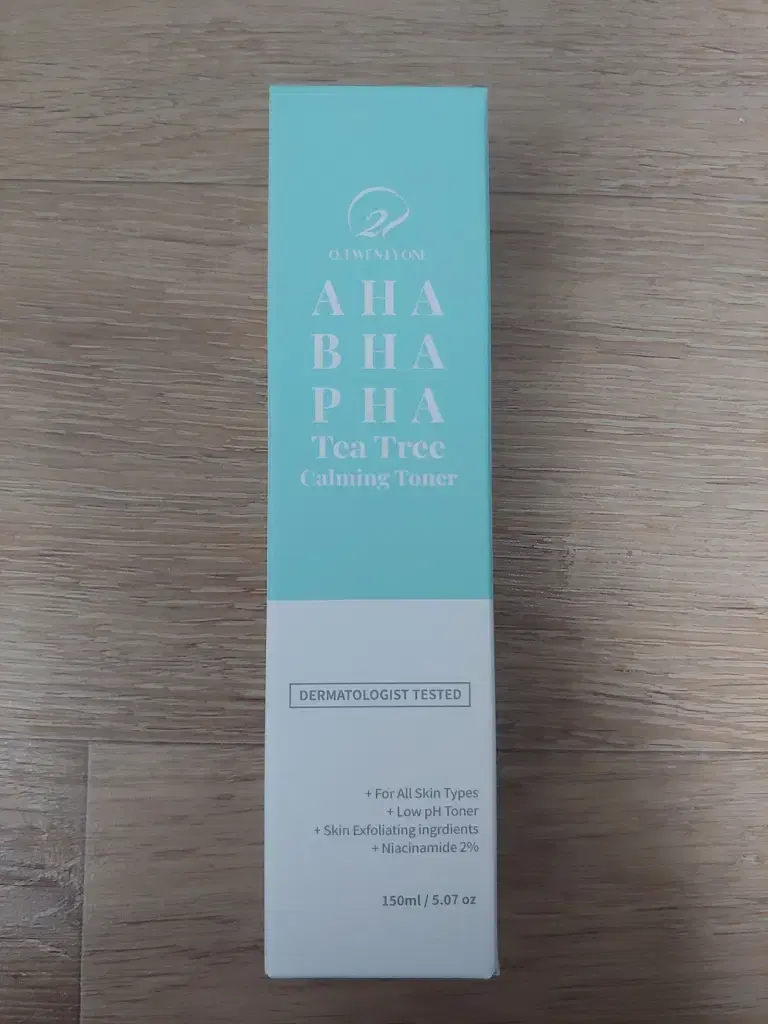 21
O.TWENTYONE
AHA
BHA
PHA
Tea Tree
Calming Toner
DERMATOLOGIST TESTED
+ For All Skin Types
+ Low pH Toner
+ Skin Exfoliating ingrdients
+ Niacinamide 2%
150ml / 5.07 oz